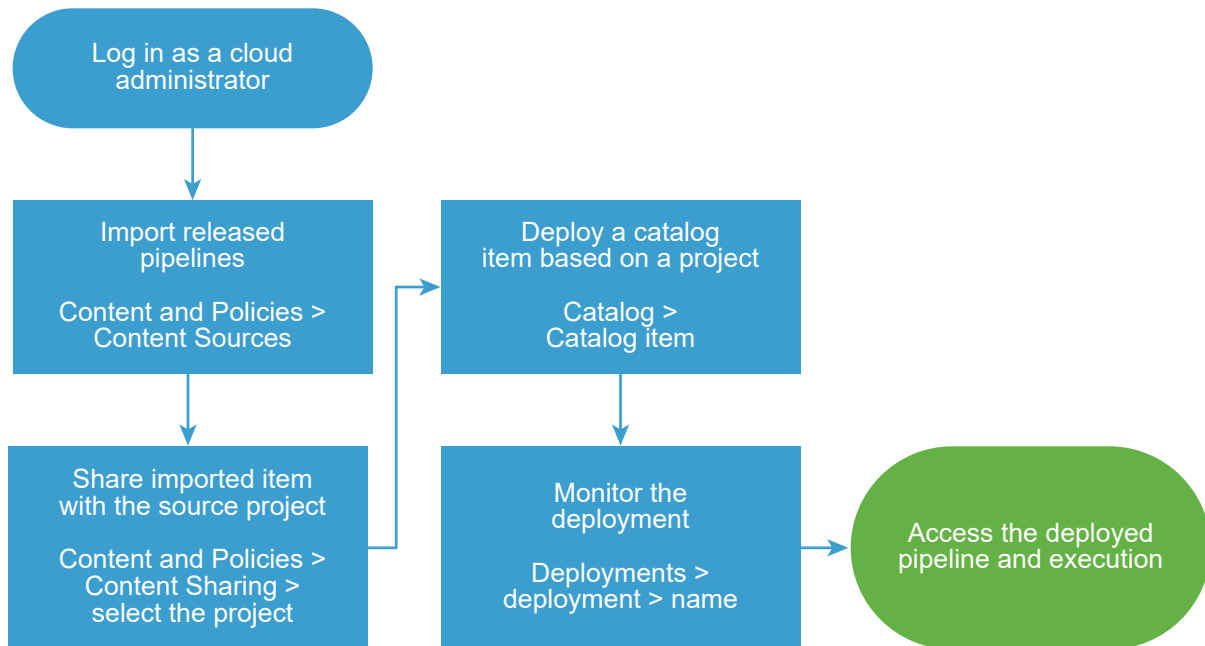 Log in as a cloud
administrator
Import released
pipelines
Content and Policies >
Content Sources
Share imported item
with the source project
Content and Policies >
Content Sharing >
select the project
Deploy a catalog
item based on a project
Catalog >
Catalog item
Monitor the
deployment
Deployments >
deployment > name
Access the deployed
pipeline and execution